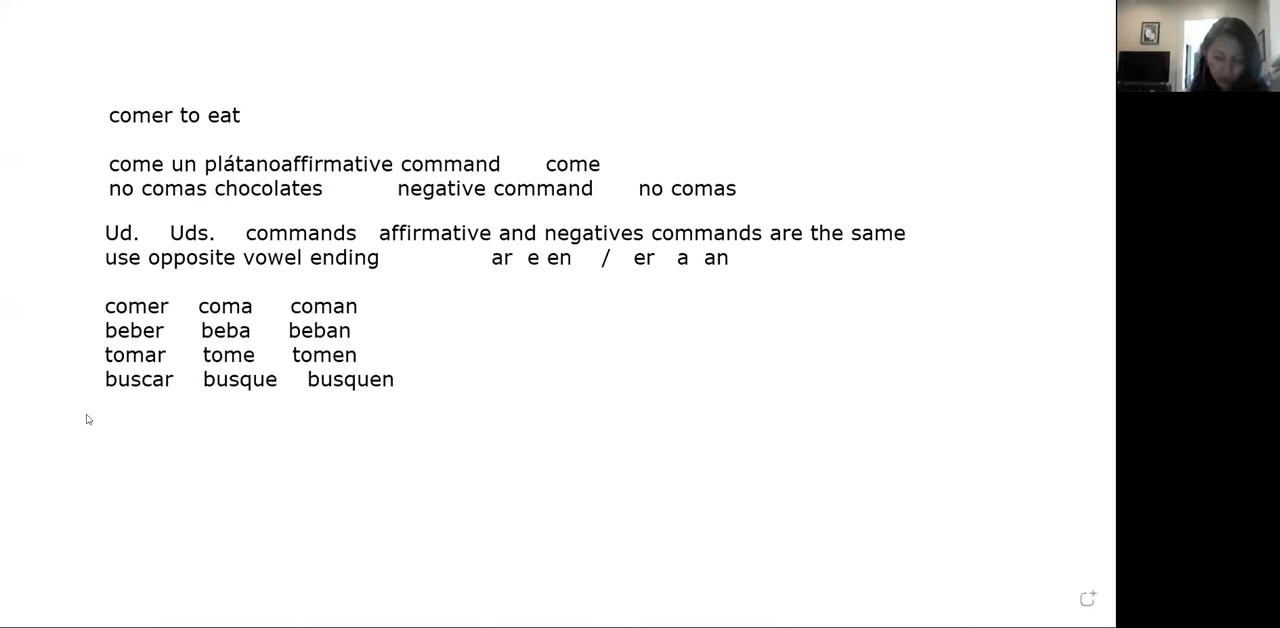 comer to eat
come un plátanoaffirmative command come
no comas chocolates negative command no comas
Ud. Uds. commands affirmative and negatives commands are the same
use opposite vowel ending ar e en / er a an
comer coma coman
beber beba beban
tomar tome tomen
buscar busque busquen